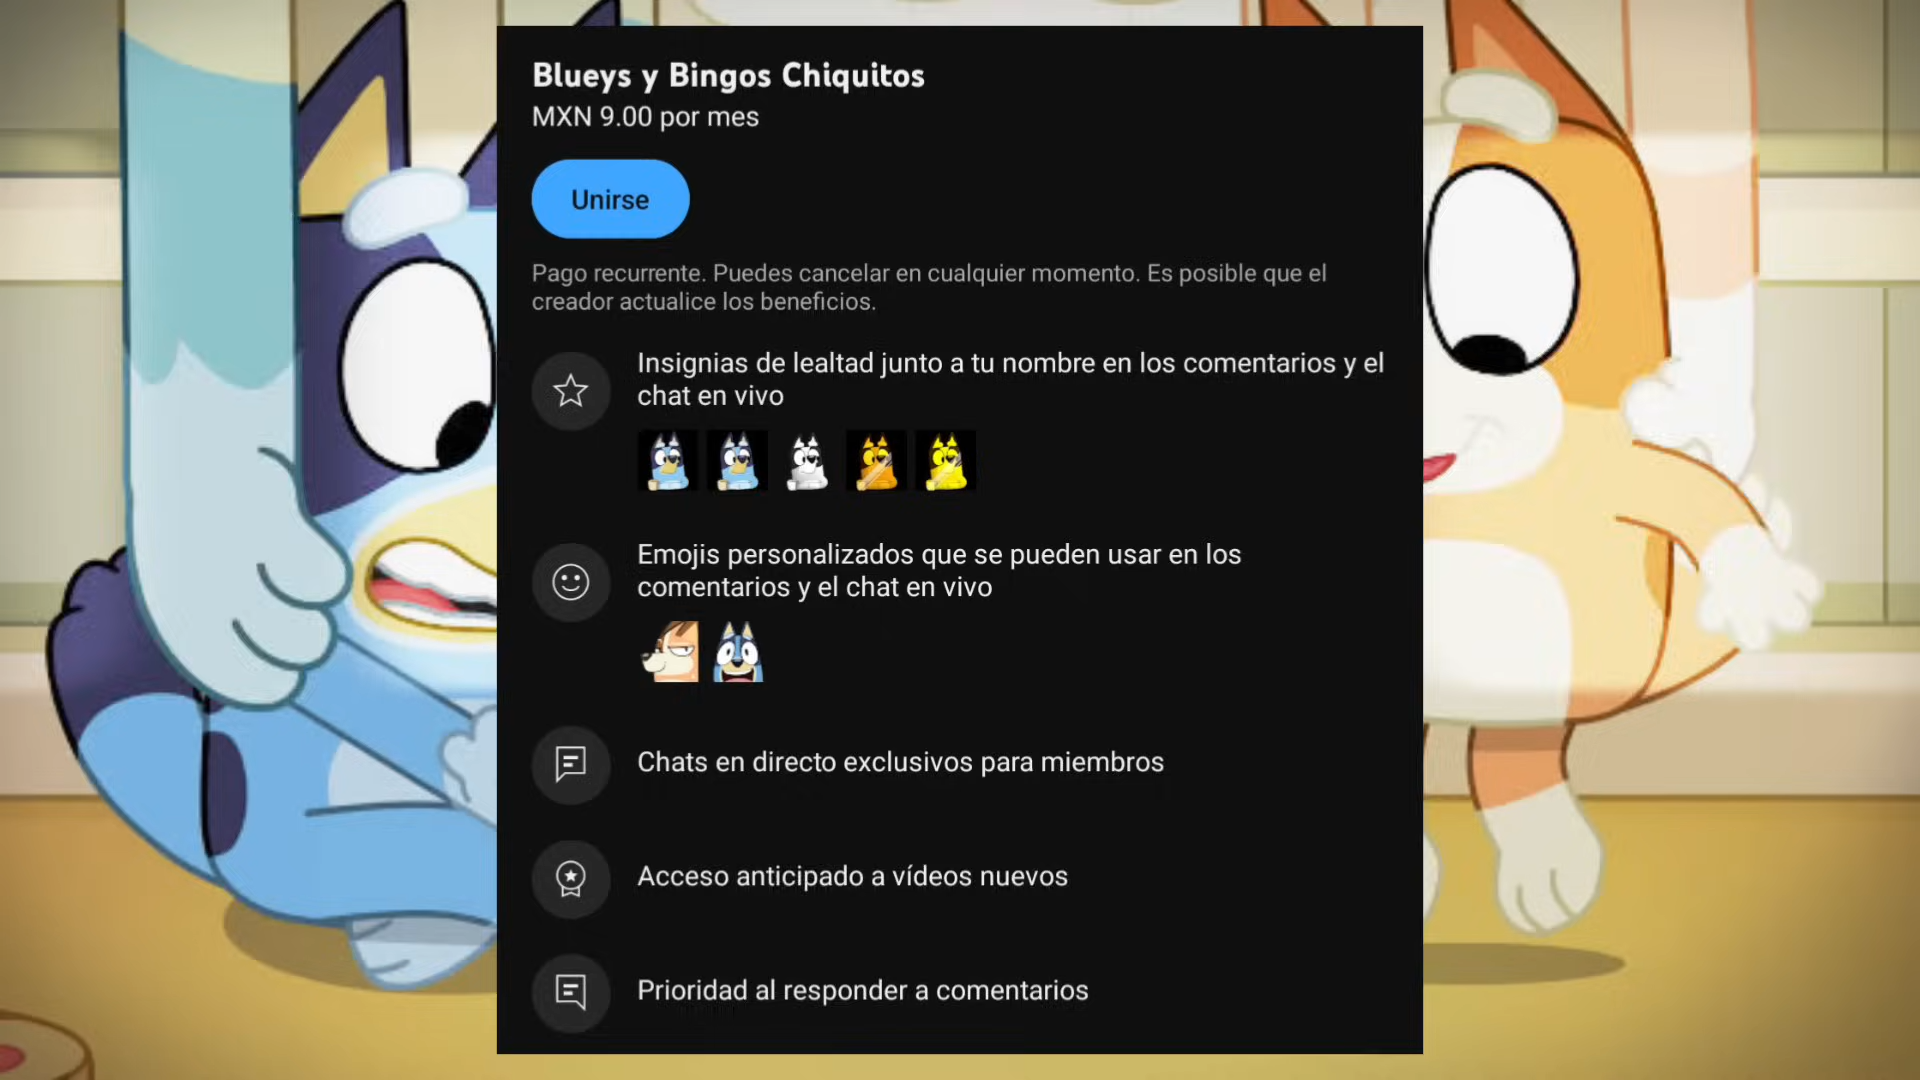 Blueys y Bingos Chiquitos
MXN 9.00 por mes
Unirse
Pago recurrente. Puedes cancelar en cualquier momento. Es posible que el
creador actualice los beneficios.
Insignias de lealtad junto a tu nombre en los comentarios y el
chat en vivo
Emojis personalizados que se pueden usar en los
comentarios y el chat en vivo
Chats en directo exclusivos para miembros
Acceso anticipado a vídeos nuevos
Prioridad al responder a comentarios